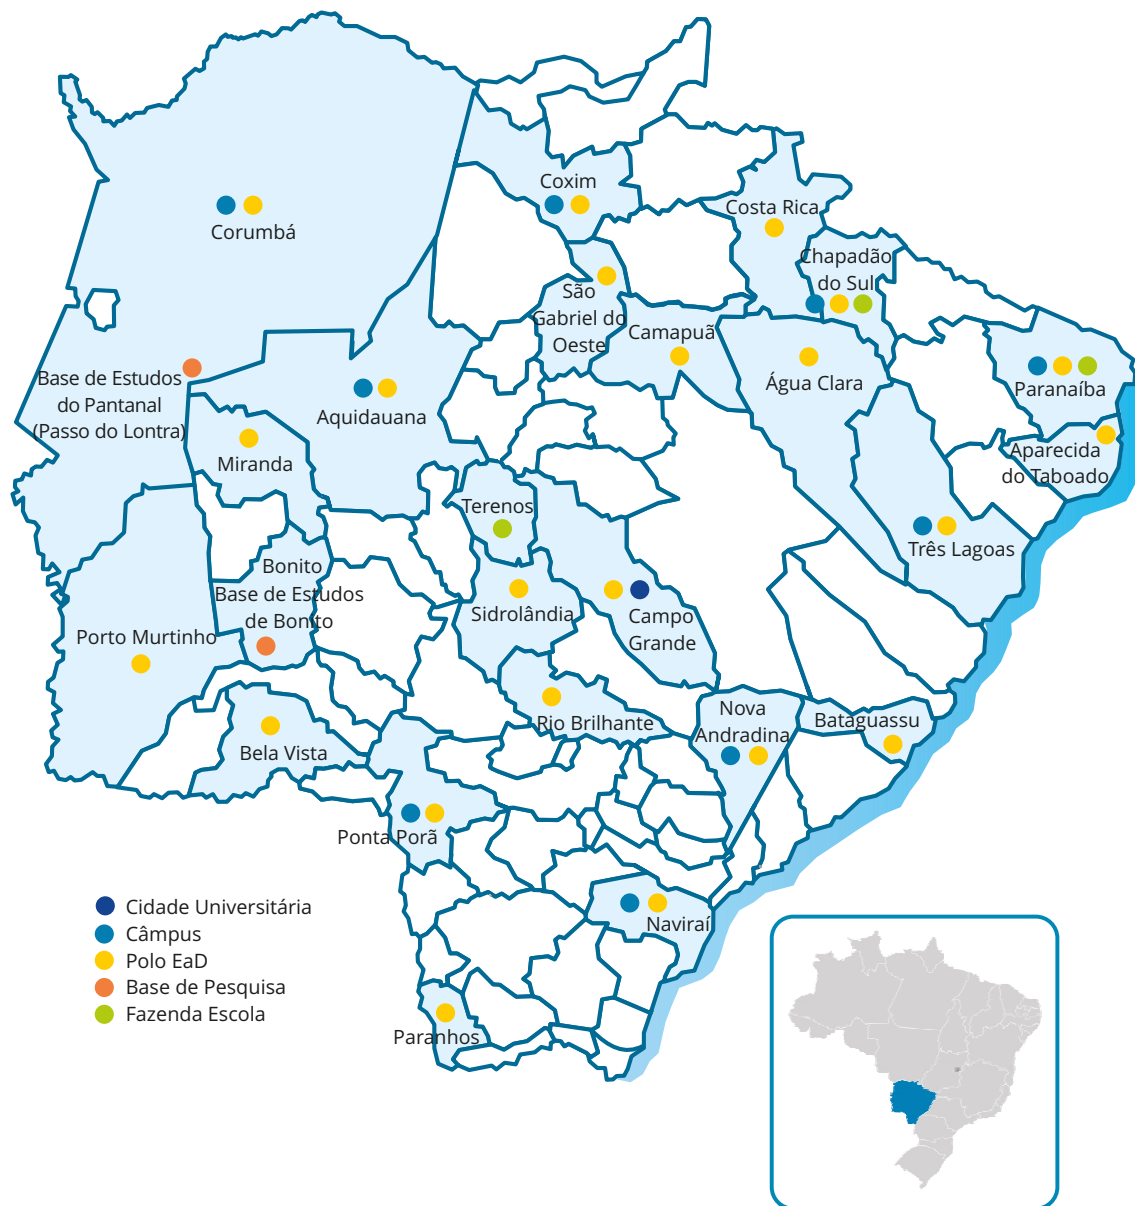 Coxim
Costa Rica
Corumbá
Chapadão
do Sul
São
Gabriel do
Oeste
Camapuã
Água Clara
Base de Estudos
do Pantanal
(Passo do Lontra)
Aquidauana
Paranaíba
Miranda
Aparecida
do Taboado
Terenos
Três Lagoas
Bonito
Base de Estudos
de Bonito
Sidrolândia
Campo
Grande
Porto Murtinho
Rio Brilhante
Nova
Andradina
Bataguassu
Bela Vista
Ponta Porã
Naviraí
Cidade Universitária
Câmpus
Polo EaD
Base de Pesquisa
Fazenda Escola
Paranhos